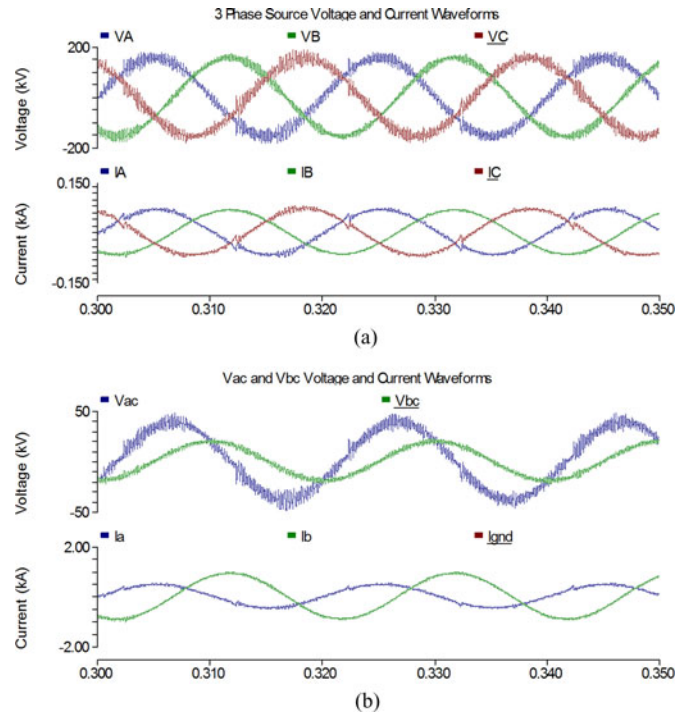 3 Phase Source Voltage and Current Waveforms
VA VB VC
200
Voltage (kV)
-200
IA IB IC
0.150
Current (kA)
-0.150
0.300 0.310 0.320 0.330 0.340 0.350
(a)
Vac and Vbc Voltage and Current Waveforms
Vac Vbc
50
Voltage (kV)
-50
Ia Ib Ignd
2.00
Current (kA)
-2.00
0.300 0.310 0.320 0.330 0.340 0.350
(b)